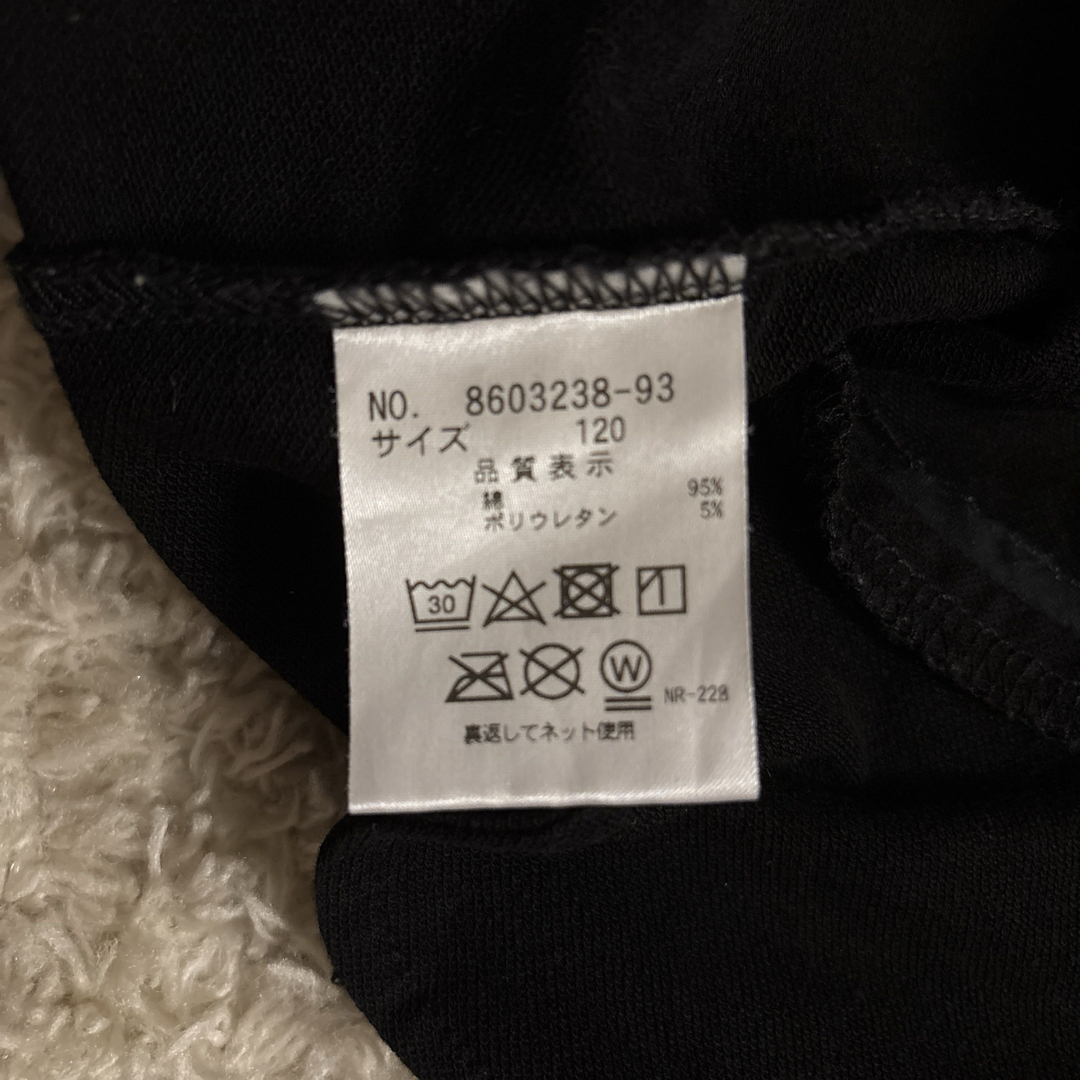 NO. 8603238-93
サイズ 120
品質表示
綿 95%
ポリウレタン 5%
30
W NR-228
裏返してネット使用